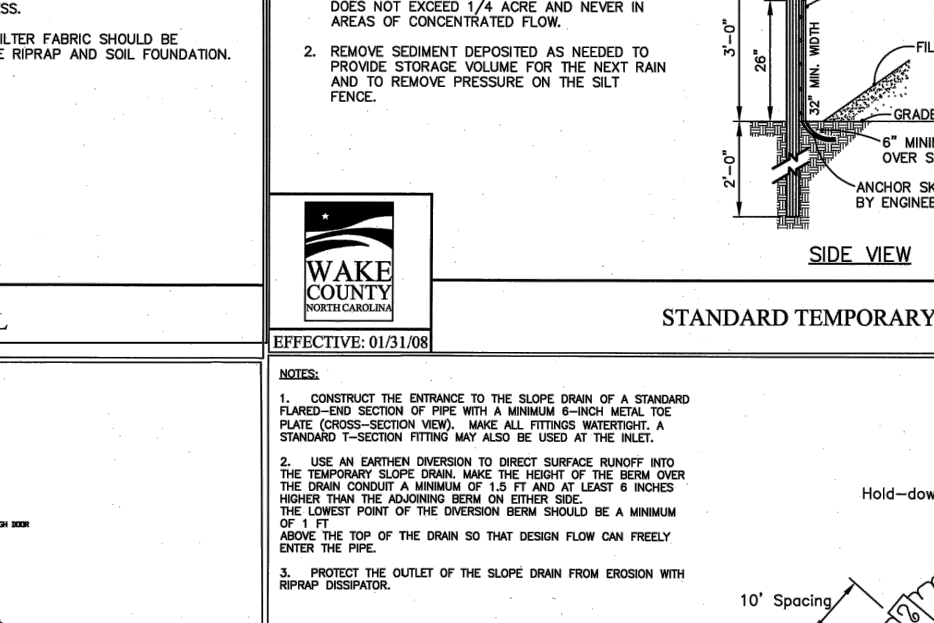 SS.
FILTER FABRIC SHOULD BE
RIPRAP AND SOIL FOUNDATION.
DOES NOT EXCEED 1/4 ACRE AND NEVER IN
AREAS OF CONCENTRATED FLOW.
2. REMOVE SEDIMENT DEPOSITED AS NEEDED TO
PROVIDE STORAGE VOLUME FOR THE NEXT RAIN
AND TO REMOVE PRESSURE ON THE SILT
FENCE.
3'-0"
26"
32" MIN. WIDTH
2'-0"
FIL
GRADE
6" MINI
OVER S
ANCHOR SK
BY ENGINEE
SIDE VIEW
WAKE
COUNTY
NORTH CAROLINA
EFFECTIVE: 01/31/08
STANDARD TEMPORARY
NOTES:
1. CONSTRUCT THE ENTRANCE TO THE SLOPE DRAIN OF A STANDARD
FLARED-END SECTION OF PIPE WITH A MINIMUM 6-INCH METAL TOE
PLATE (CROSS-SECTION VIEW). MAKE ALL FITTINGS WATERTIGHT. A
STANDARD T-SECTION FITTING MAY ALSO BE USED AT THE INLET.
2. USE AN EARTHEN DIVERSION TO DIRECT SURFACE RUNOFF INTO
THE TEMPORARY SLOPE DRAIN. MAKE THE HEIGHT OF THE BERM OVER
THE DRAIN CONDUIT A MINIMUM OF 1.5 FT AND AT LEAST 6 INCHES
HIGHER THAN THE ADJOINING BERM ON EITHER SIDE.
THE LOWEST POINT OF THE DIVERSION BERM SHOULD BE A MINIMUM
OF 1 FT
ABOVE THE TOP OF THE DRAIN SO THAT DESIGN FLOW CAN FREELY
ENTER THE PIPE.
3. PROTECT THE OUTLET OF THE SLOPE DRAIN FROM EROSION WITH
RIPRAP DISSIPATOR.
GH DOOR
Hold-dow
10' Spacing